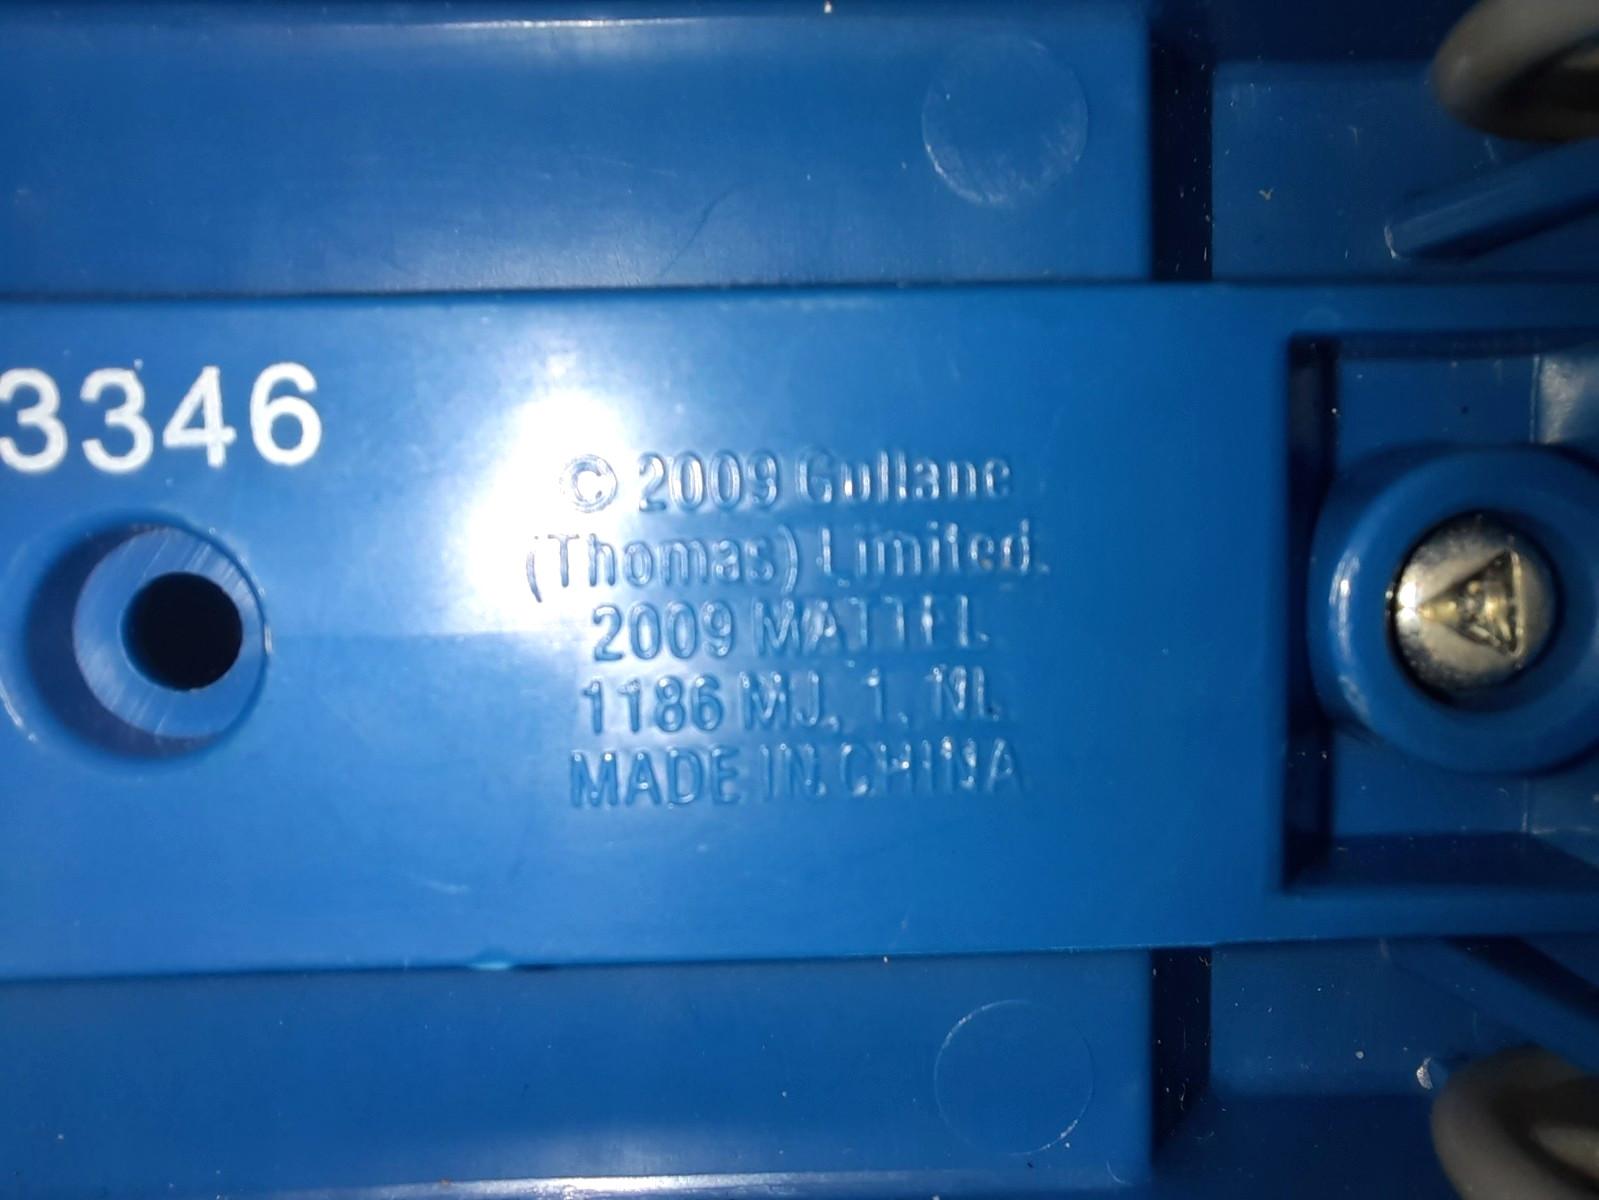 3346
© 2009 Gullane
(Thomas) Limited.
2009 MATTEL
1186 MJ, 1, NL
MADE IN CHINA